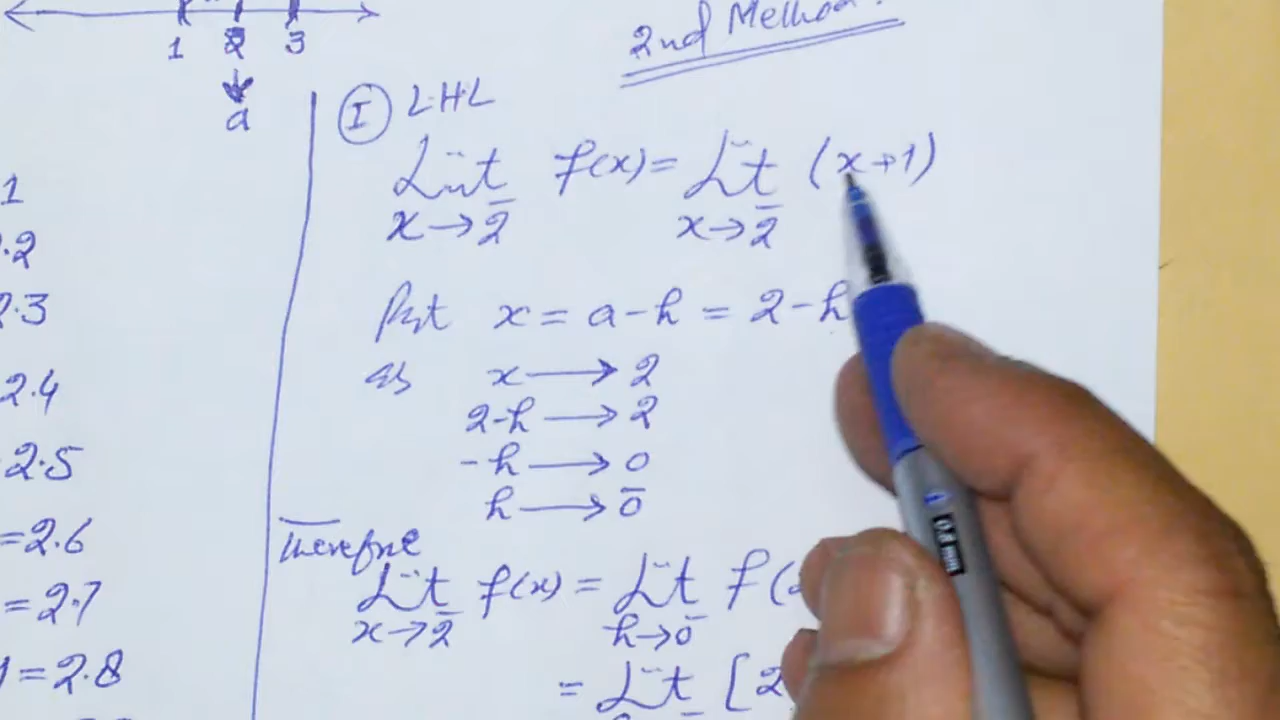 1 2 3
a
2nd Method
I L.H.L
Lt f(x) = Lt (x+1)
x→2̄ x→2̄
Put x = a-h = 2-h
as x → 2
2-h → 2
-h → 0
h → 0̄
Therefore
Lt f(x) = Lt f(
x→2̄ h→0̄
= Lt [2
1
.2
2.3
2.4
2.5
=2.6
=2.7
=2.8